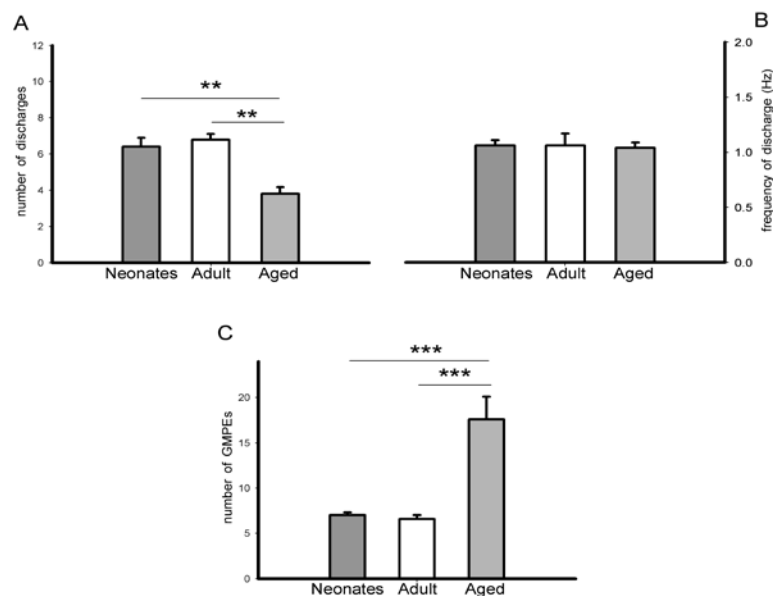 A
number of discharges
12
10
8
6
4
2
0
**
**
Neonates Adult Aged
B
frequency of discharge (Hz)
2.0
1.5
1.0
0.5
0.0
Neonates Adult Aged
C
number of GMPEs
20
15
10
5
0
***
***
Neonates Adult Aged